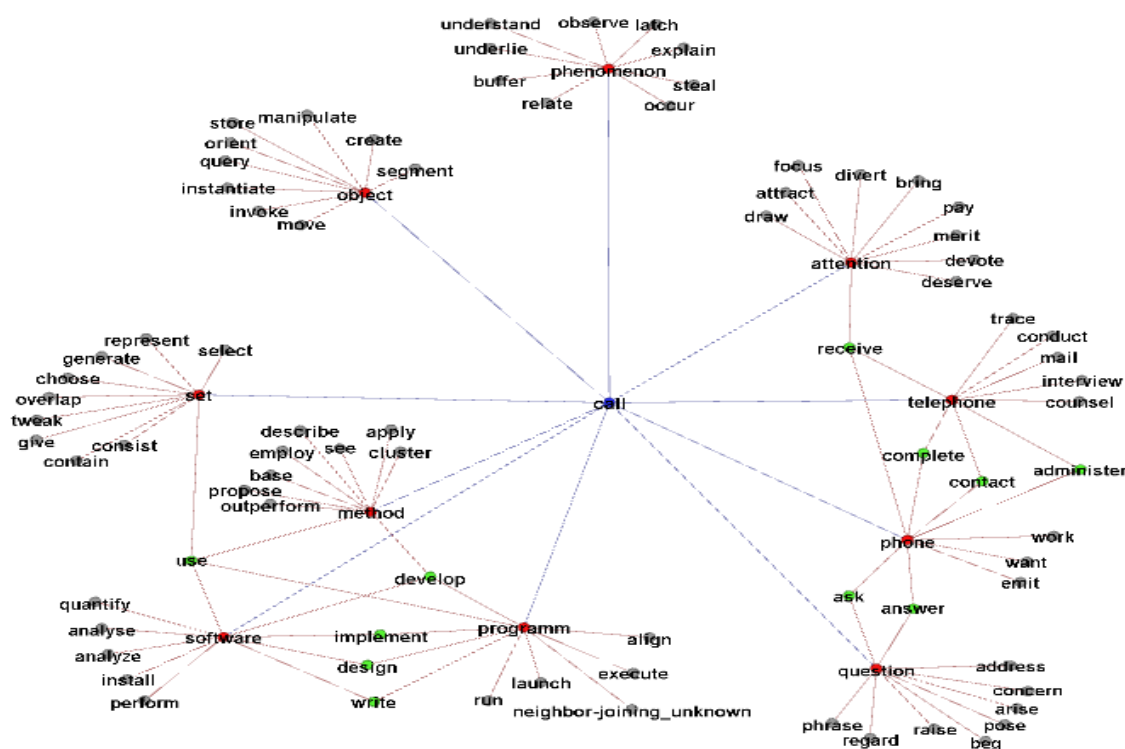 understand
observe
latch
underlie
explain
phenomenon
buffer
steal
relate
occur
store
manipulate
orient
create
query
segment
instantiate
object
invoke
move
focus
divert
bring
attract
pay
draw
merit
attention
devote
deserve
trace
conduct
receive
mail
interview
telephone
counsel
represent
select
generate
choose
set
overlap
tweak
give
consist
contain
call
describe
apply
employ
see
cluster
base
propose
outperform
method
complete
contact
administer
phone
work
want
emit
use
develop
ask
answer
quantify
analyse
software
implement
programm
align
analyze
design
install
launch
execute
perform
write
run
neighbor-joining_unknown
question
address
concern
arise
phrase
raise
pose
regard
beg